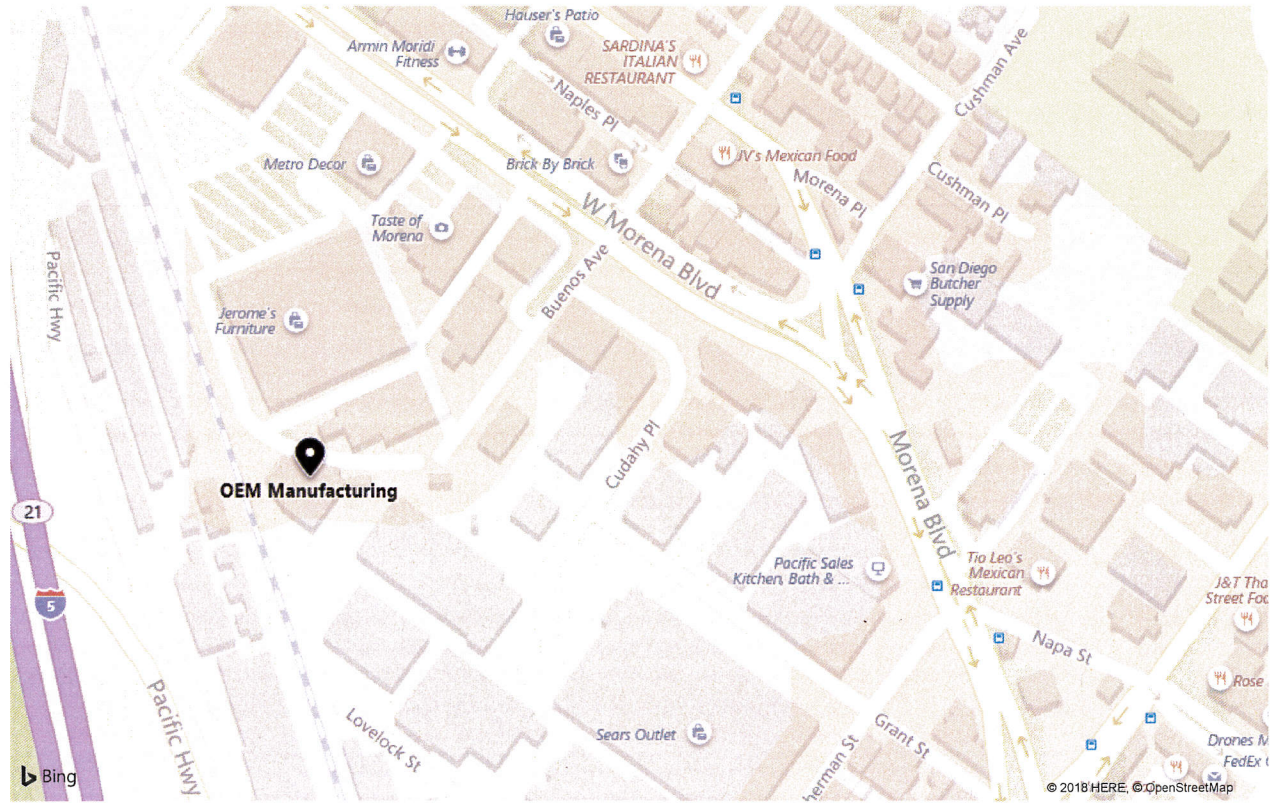 Hauser's Patio
Armin Moridi
Fitness
SARDINA'S
ITALIAN
RESTAURANT
Cushman Ave
Naples Pl
Metro Decor
Brick By Brick
JV's Mexican Food
Morena Pl
Cushman Pl
Taste of
Morena
W Morena Blvd
Buenos Ave
San Diego
Butcher
Supply
Pacific Hwy
Jerome's
Furniture
Cudahy Pl
Morena Blvd
OEM Manufacturing
21
5
Pacific Sales
Kitchen, Bath & ...
Tio Leo's
Mexican
Restaurant
J&T Tha
Street Foo
Napa St
Rose
Pacific Hwy
Lovelock St
Sears Outlet
Grant St
herman St
Drones M
FedEx
Bing
© 2018 HERE, © OpenStreetMap